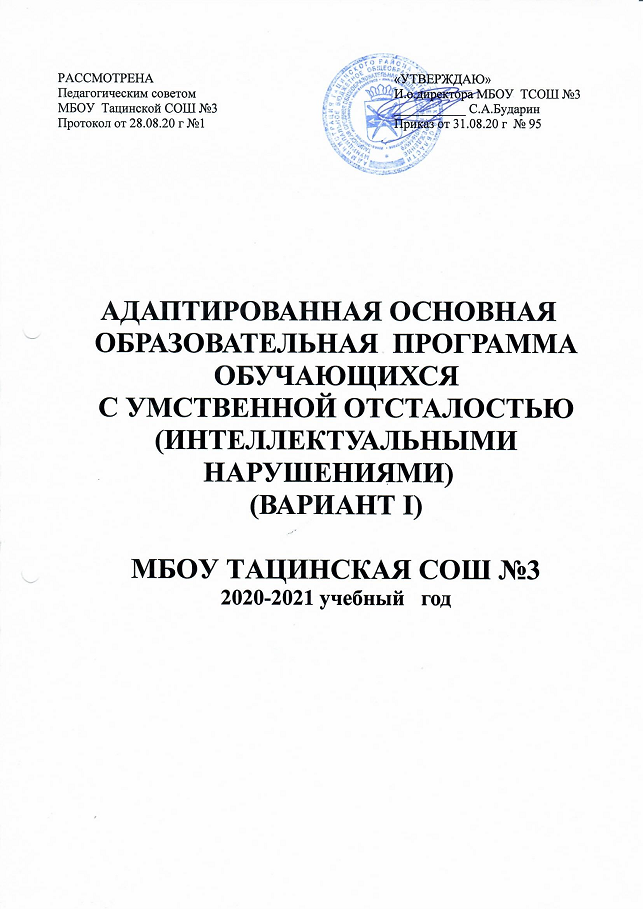 РАССМОТРЕНА
Педагогическим советом
МБОУ Тацинской СОШ №3
Протокол от 28.08.20 г №1
«УТВЕРЖДАЮ»
И.о.директора МБОУ ТСОШ №3
____________ С.А.Бударин
Приказ от 31.08.20 г № 95
АДАПТИРОВАННАЯ ОСНОВНАЯ
ОБРАЗОВАТЕЛЬНАЯ ПРОГРАММА
ОБУЧАЮЩИХСЯ
С УМСТВЕННОЙ ОТСТАЛОСТЬЮ
(ИНТЕЛЛЕКТУАЛЬНЫМИ
НАРУШЕНИЯМИ)
(ВАРИАНТ I)
МБОУ ТАЦИНСКАЯ СОШ №3
2020-2021 учебный год